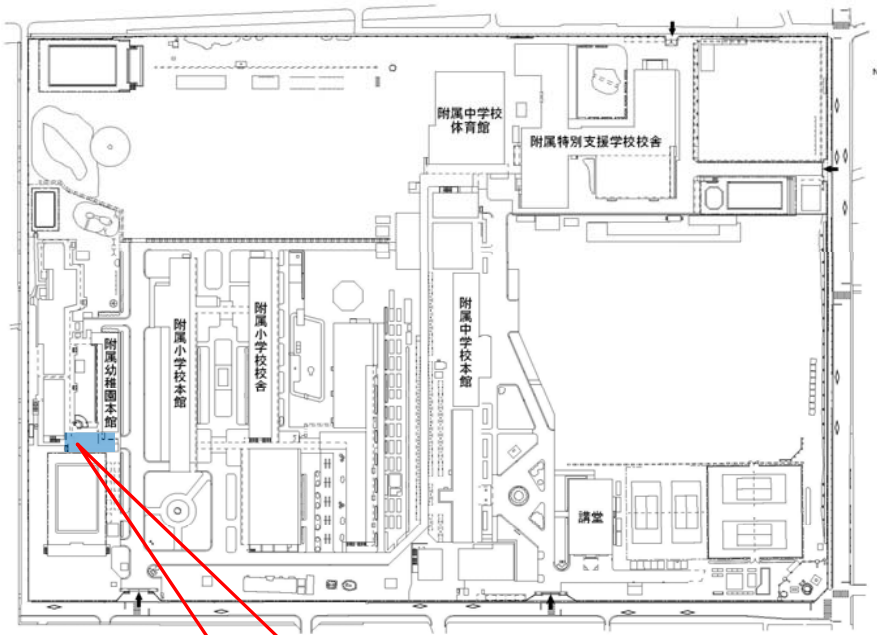 附属中学校
体育館
附属特別支援学校校舎
附属小学校本館
附属小学校校舎
附属中学校本館
附属幼稚園本館
講堂
N